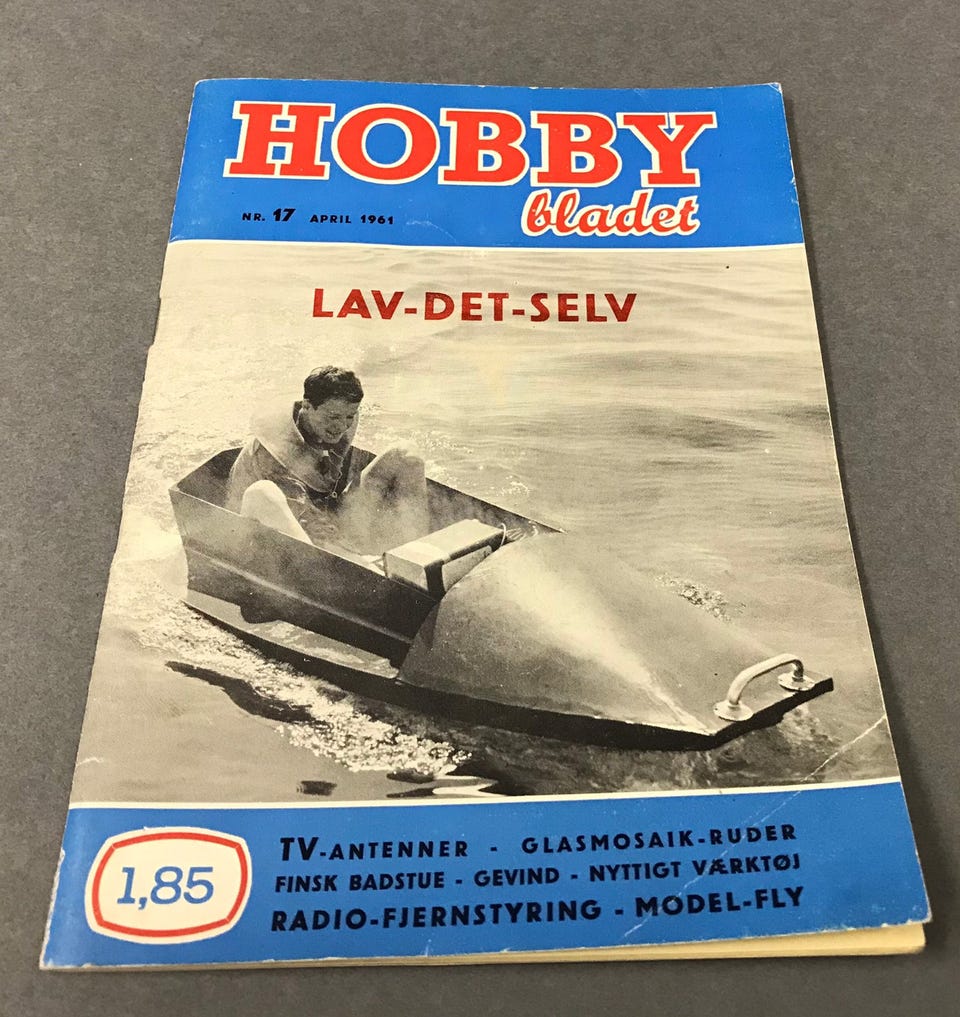 HOBBY
bladet
NR. 17 APRIL 1961
LAV-DET-SELV
1,85
TV-ANTENNER - GLASMOSAIK-RUDER
FINSK BADSTUE - GEVIND - NYTTIGT VÆRKTØJ
RADIO-FJERNSTYRING - MODEL-FLY